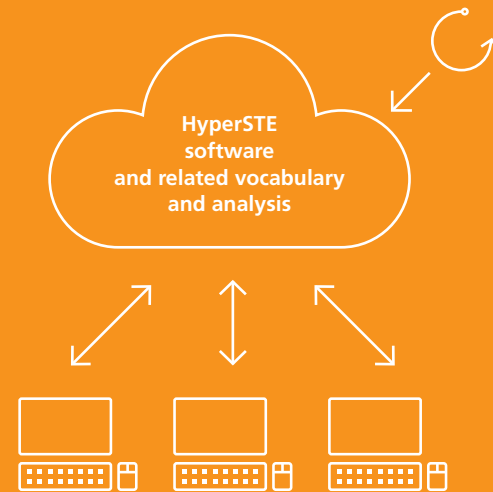 HyperSTE
software
and related vocabulary
and analysis